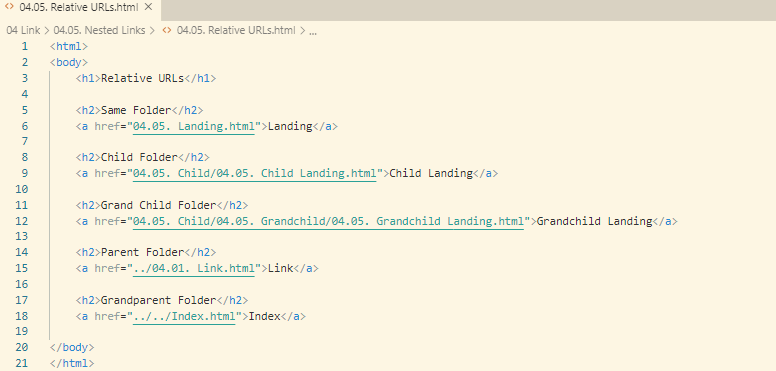 04.05. Relative URLs.html
04 Link > 04.05. Nested Links > 04.05. Relative URLs.html > ...
1 <html>
2 <body>
3 <h1>Relative URLs</h1>
4
5 <h2>Same Folder</h2>
6 <a href="04.05. Landing.html">Landing</a>
7
8 <h2>Child Folder</h2>
9 <a href="04.05. Child/04.05. Child Landing.html">Child Landing</a>
10
11 <h2>Grand Child Folder</h2>
12 <a href="04.05. Child/04.05. Grandchild/04.05. Grandchild Landing.html">Grandchild Landing</a>
13
14 <h2>Parent Folder</h2>
15 <a href="../04.01. Link.html">Link</a>
16
17 <h2>Grandparent Folder</h2>
18 <a href="../../Index.html">Index</a>
19
20 </body>
21 </html>